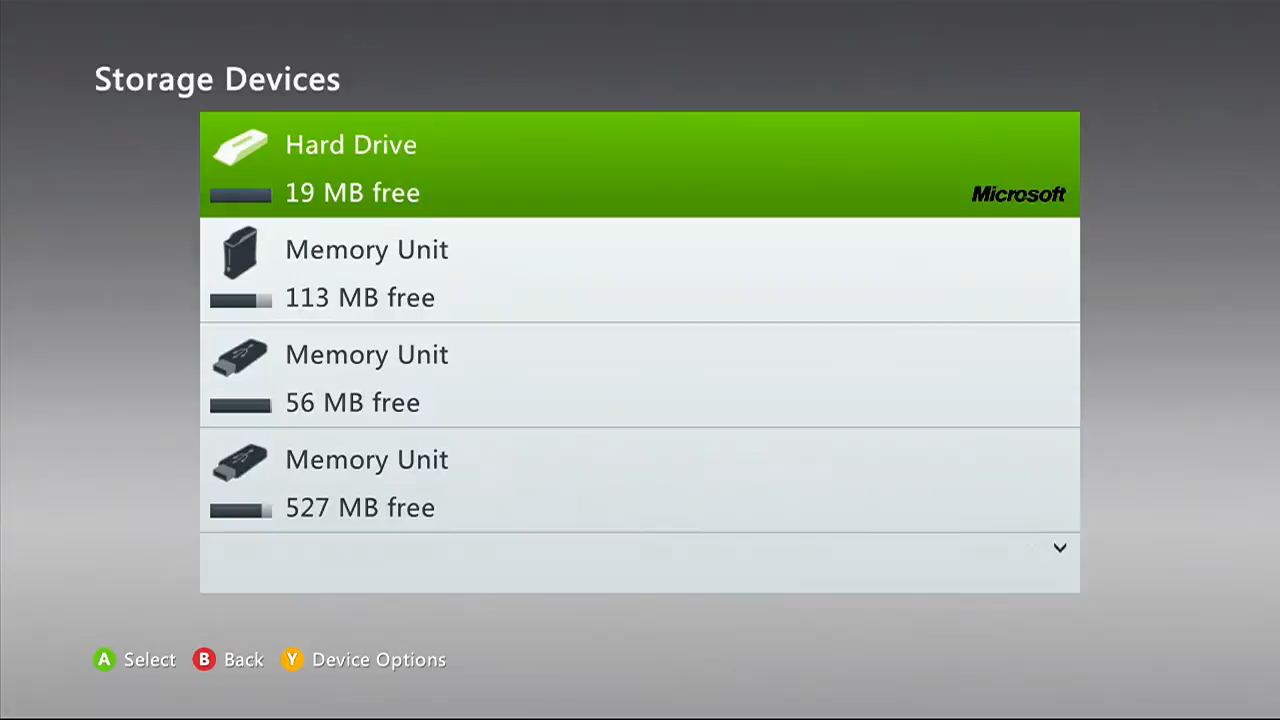 Storage Devices
Hard Drive
19 MB free
Microsoft
Memory Unit
113 MB free
Memory Unit
56 MB free
Memory Unit
527 MB free
A Select B Back Y Device Options